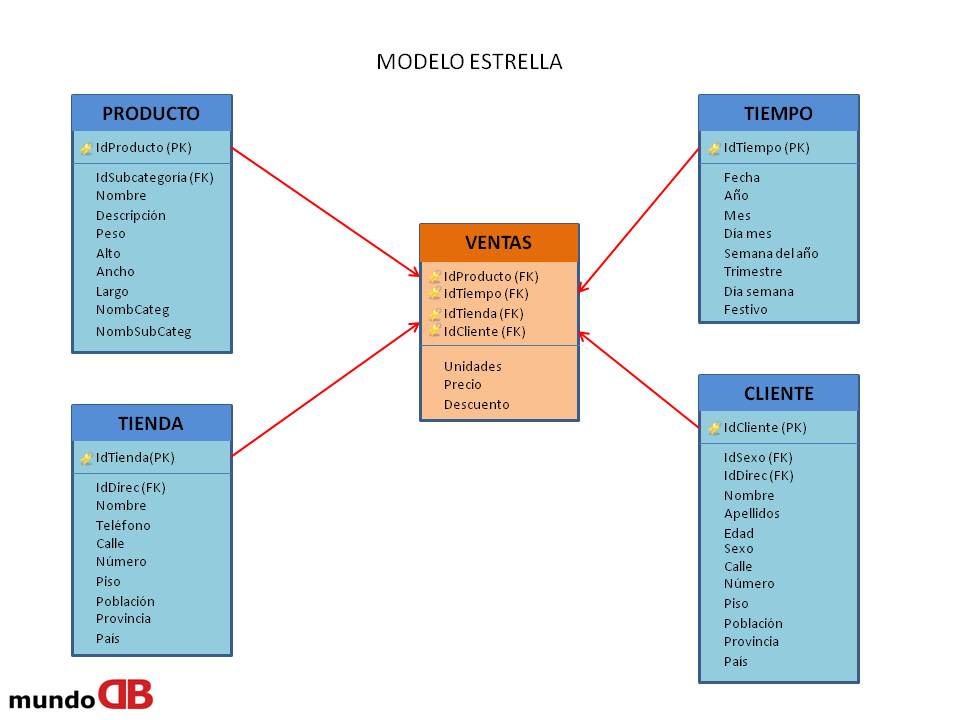 MODELO ESTRELLA
PRODUCTO
IdProducto (PK)
IdSubcategoría (FK)
Nombre
Descripción
Peso
Alto
Ancho
Largo
NombCateg
NombSubCateg
TIENDA
IdTienda(PK)
IdDirec (FK)
Nombre
Teléfono
Calle
Número
Piso
Población
Provincia
País
VENTAS
IdProducto (FK)
IdTiempo (FK)
IdTienda (FK)
IdCliente (FK)
Unidades
Precio
Descuento
TIEMPO
IdTiempo (PK)
Fecha
Año
Mes
Día mes
Semana del año
Trimestre
Día semana
Festivo
CLIENTE
IdCliente (PK)
IdSexo (FK)
IdDirec (FK)
Nombre
Apellidos
Edad
Sexo
Calle
Número
Piso
Población
Provincia
País
mundoDB